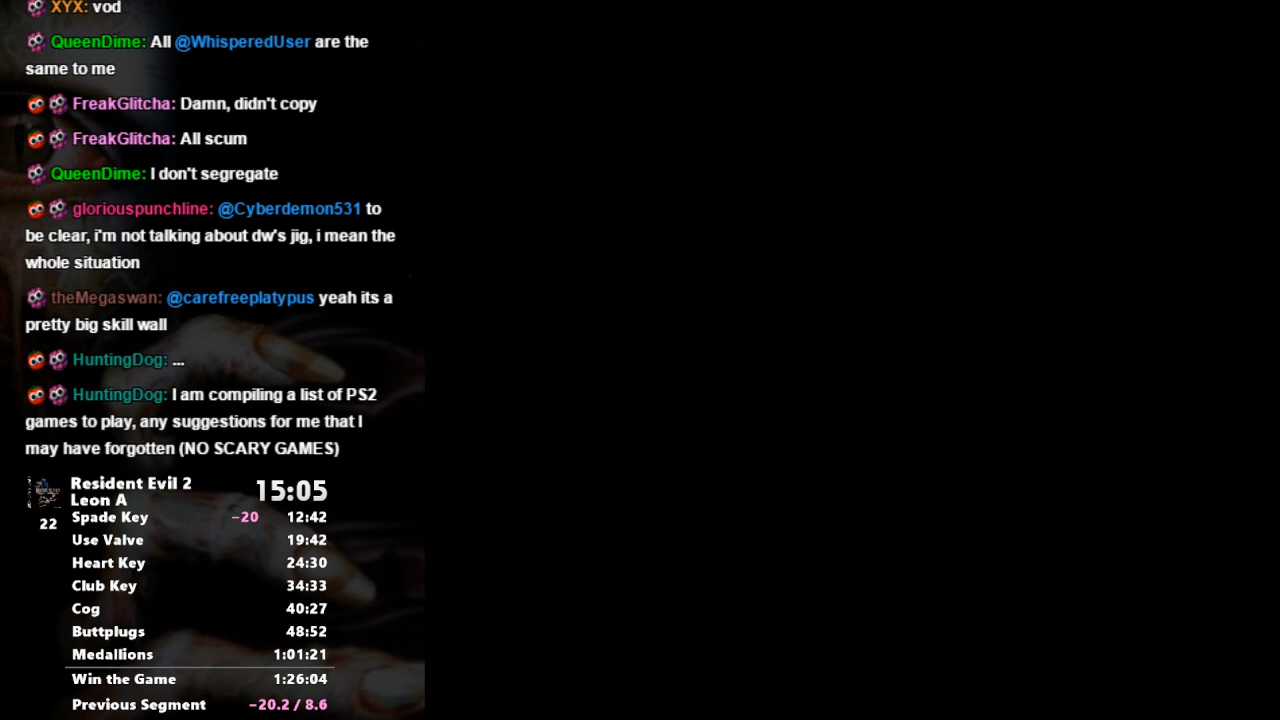 XYX: vod
QueenDime: All @WhisperedUser are the
same to me
FreakGlitcha: Damn, didn't copy
FreakGlitcha: All scum
QueenDime: I don't segregate
gloriouspunchline: @Cyberdemon531 to
be clear, i'm not talking about dw's jig, i mean the
whole situation
theMegaswan: @carefreeplatypus yeah its a
pretty big skill wall
HuntingDog: ...
HuntingDog: I am compiling a list of PS2
games to play, any suggestions for me that I
may have forgotten (NO SCARY GAMES)
Resident Evil 2
Leon A 15:05
22
Spade Key -20 12:42
Use Valve 19:42
Heart Key 24:30
Club Key 34:33
Cog 40:27
Buttplugs 48:52
Medallions 1:01:21
Win the Game 1:26:04
Previous Segment -20.2 / 8.6